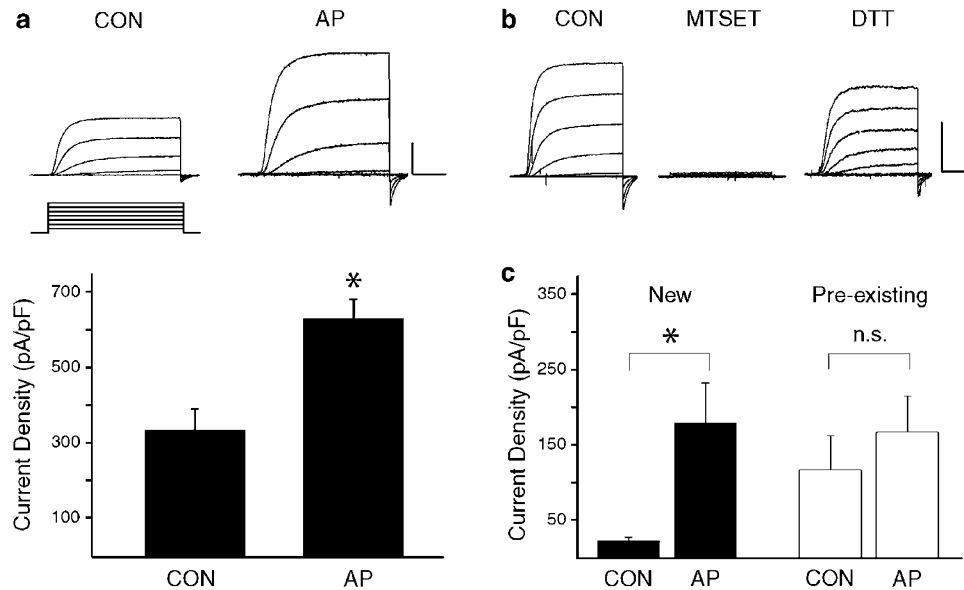 a
CON
AP
b
CON
MTSET
DTT
Current Density (pA/pF)
700
500
300
100
*
CON
AP
c
Current Density (pA/pF)
350
250
150
50
New
*
Pre-existing
n.s.
CON
AP
CON
AP